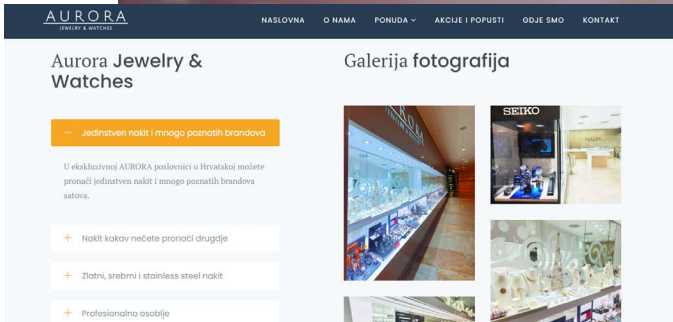 AURORA
JEWELRY & WATCHES
NASLOVNA O NAMA PONUDA AKCIJE I POPUSTI GDJE SMO KONTAKT
Aurora Jewelry &
Watches
Jedinstven nakit i mnogo poznatih brandova
U ekskluzivnoj AURORA poslovnici u Hrvatskoj možete
pronaći jedinstven nakit i mnogo poznatih brandova
satova.
Nakit kakav nećete pronaći drugdje
Zlatni, srebrni i stainless steel nakit
Profesionalno osoblje
Galerija fotografija
AURORA
SEIKO
AURORA